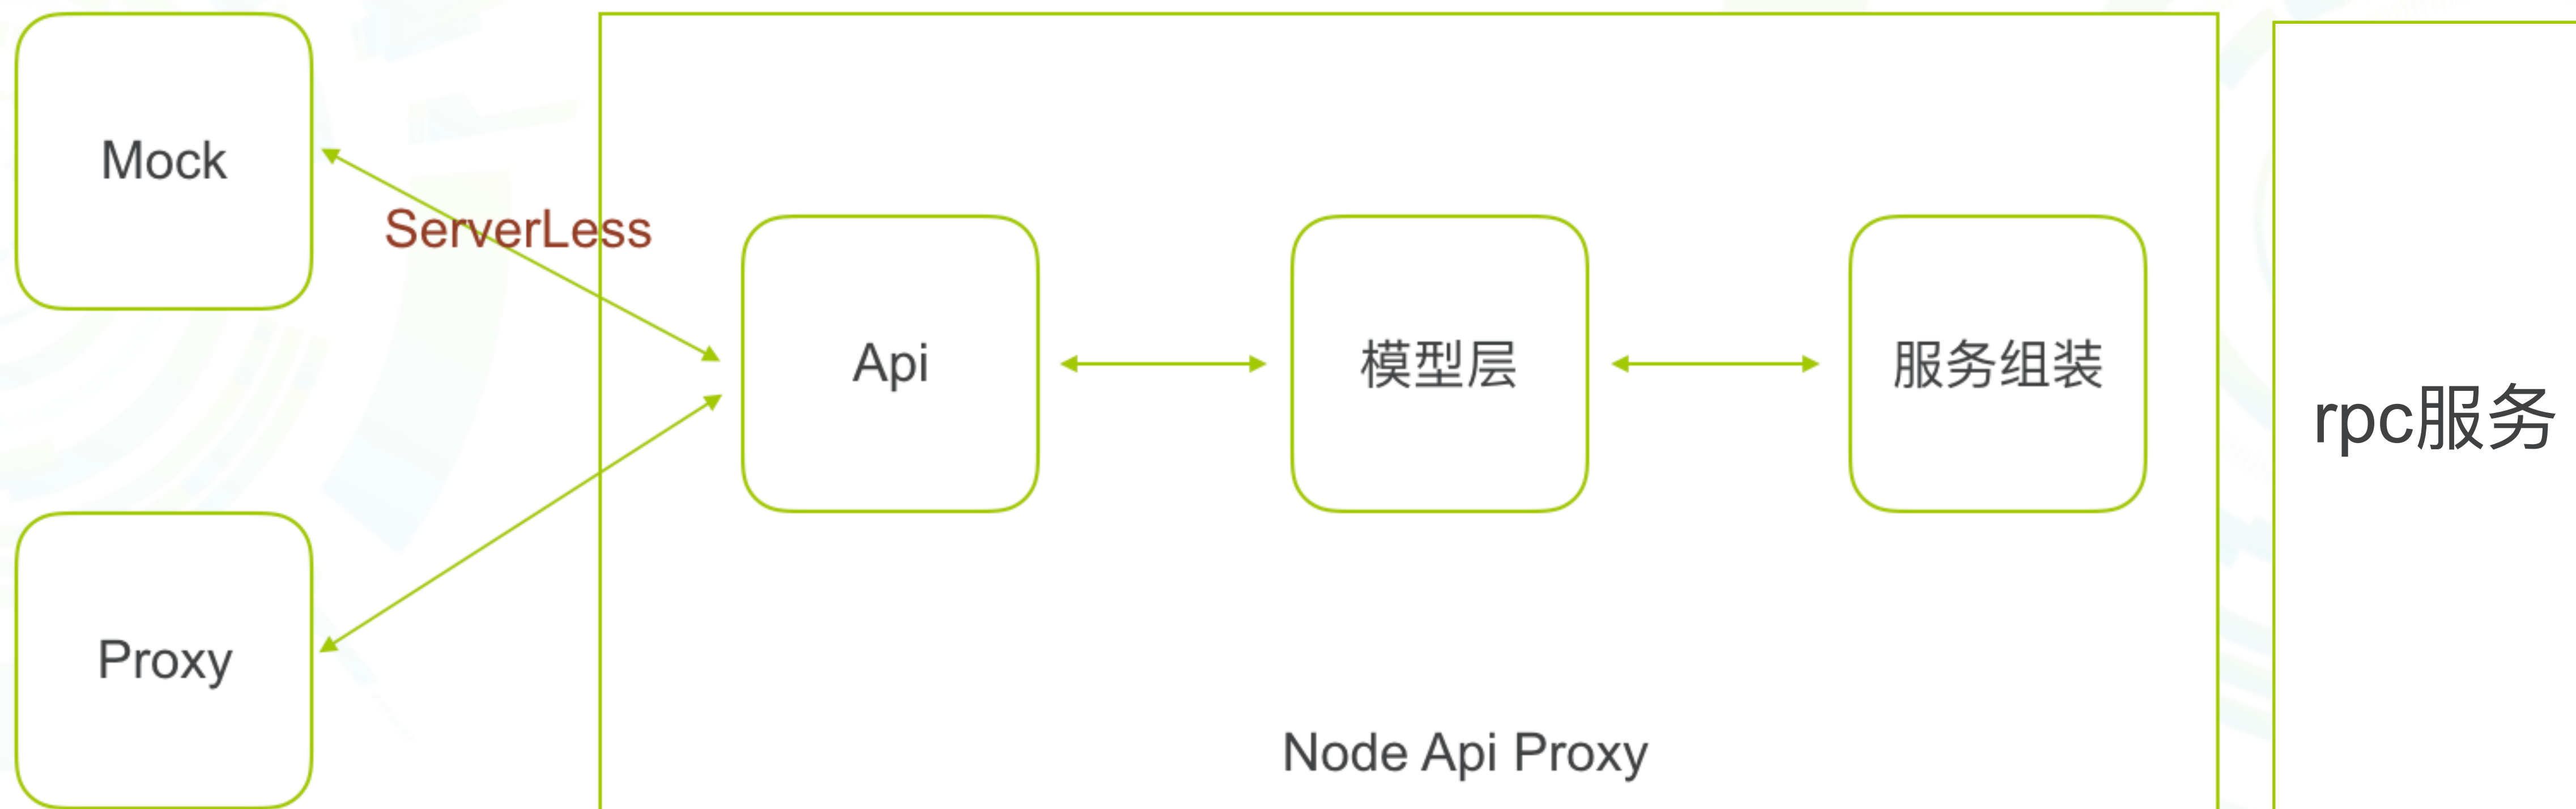 Mock
ServerLess
Api
模型层
服务组装
rpc服务
Proxy
Node Api Proxy